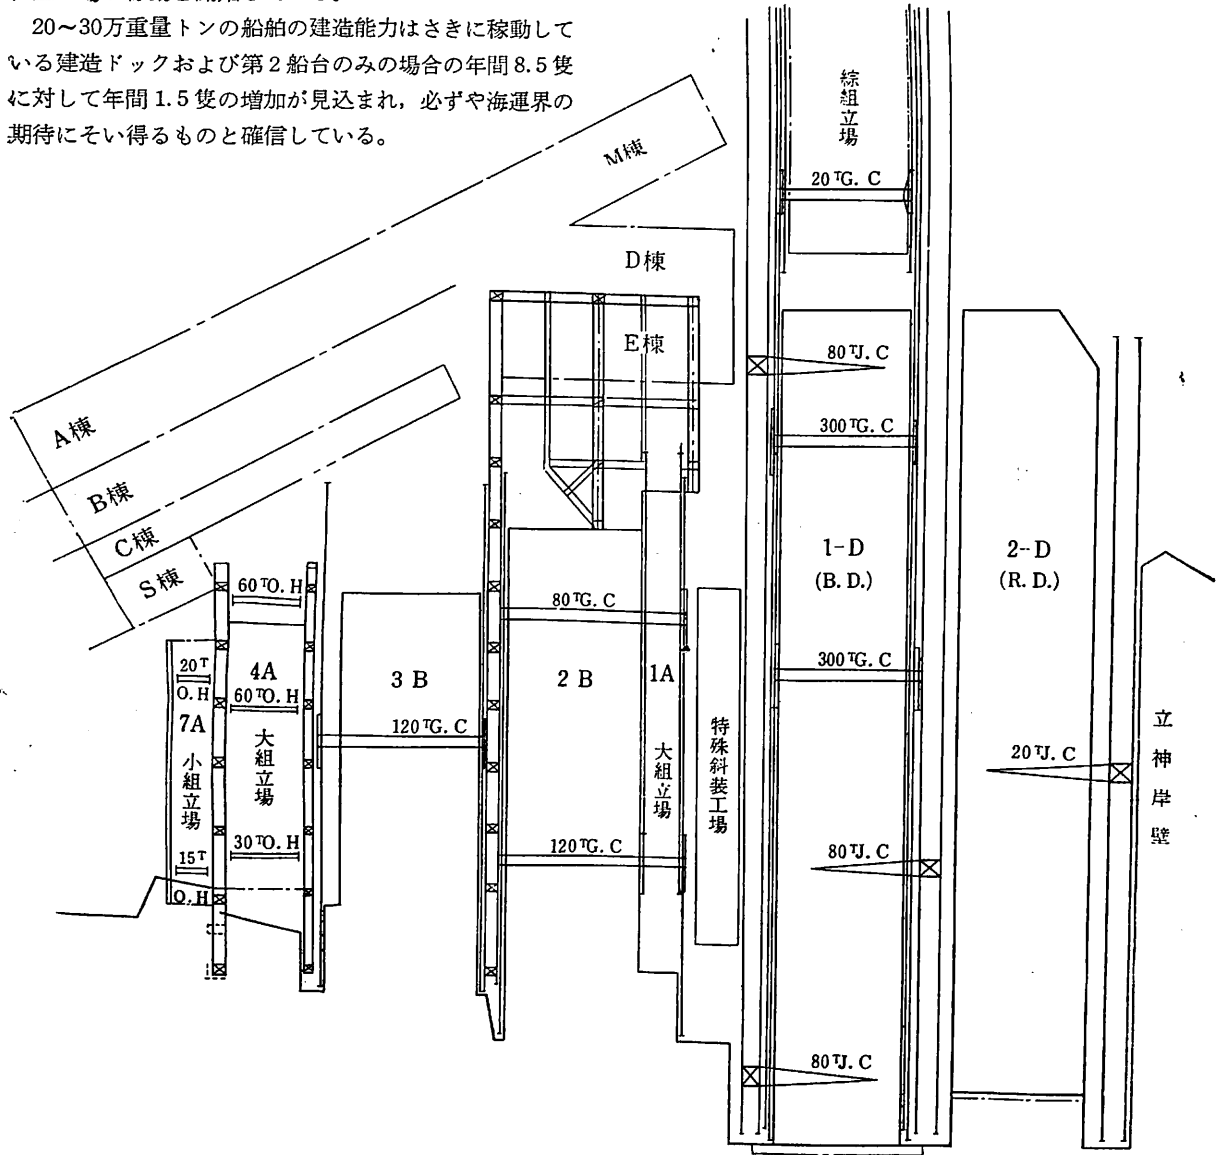 20～30万重量トンの船舶の建造能力はさきに稼動して
いる建造ドックおよび第2船台のみの場合の年間8.5隻
に対して年間1.5隻の増加が見込まれ，必ずや海運界の
期待にそい得るものと確信している。
綜組立場
M棟
20ᵀG. C
D棟
E棟
80ᵀJ. C
300ᵀG. C
A棟
B棟
C棟
S棟
1-D
(B. D.)
2-D
(R. D.)
60ᵀO. H
80ᵀG. C
20ᵀ
O. H
4A
60ᵀO. H
3 B
2 B
1A
300ᵀG. C
7A
小組立場
大組立場
120ᵀG. C
大組立場
特殊斜装工場
20ᵀJ. C
立神岸壁
15ᵀ
O. H
30ᵀO. H
120ᵀG. C
80ᵀJ. C
80ᵀJ. C